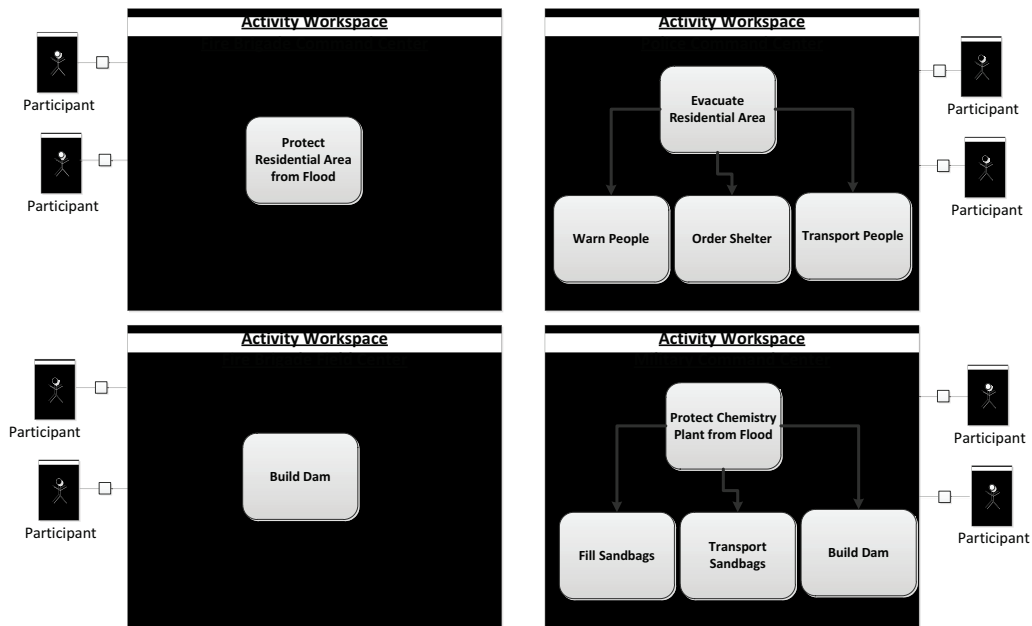 Activity Workspace
Participant
Participant
Protect
Residential Area
from Flood
Activity Workspace
Evacuate
Residential Area
Warn People
Order Shelter
Transport People
Participant
Participant
Activity Workspace
Participant
Participant
Build Dam
Activity Workspace
Protect Chemistry
Plant from Flood
Fill Sandbags
Transport
Sandbags
Build Dam
Participant
Participant